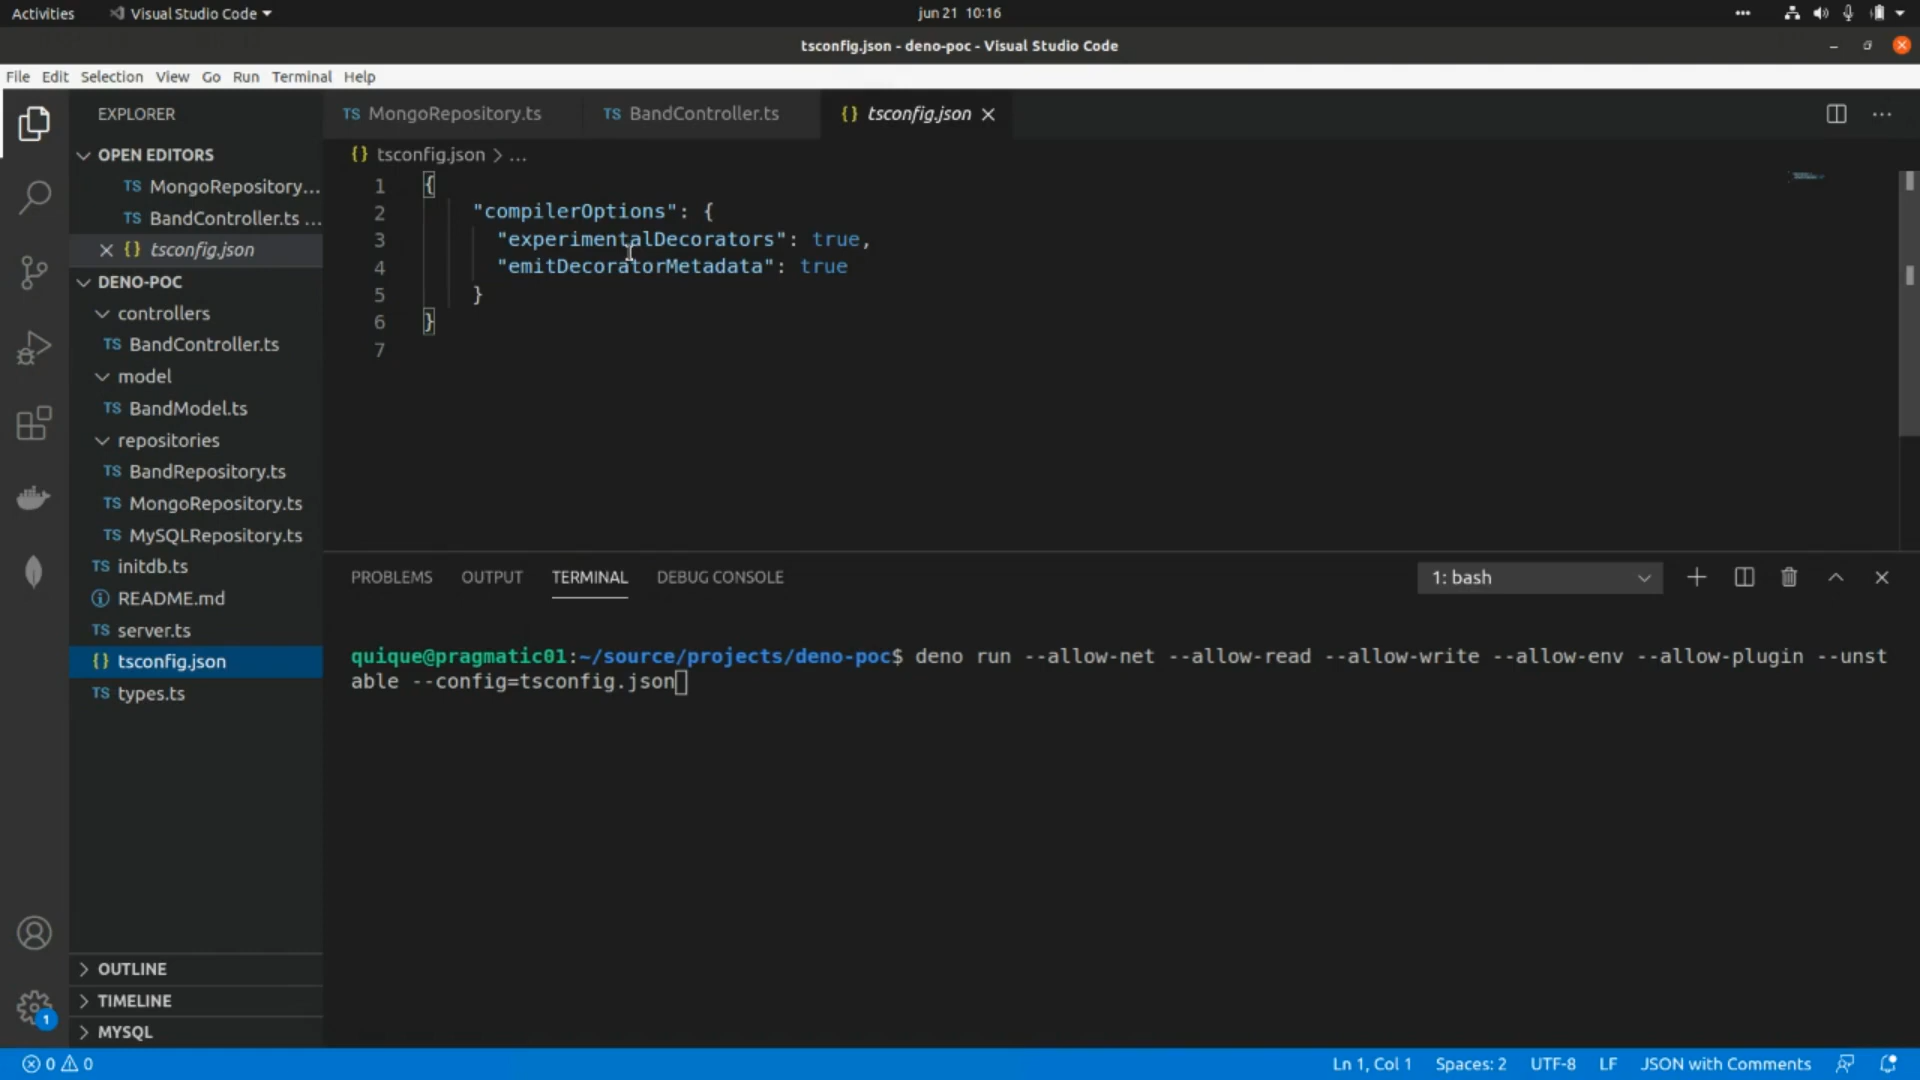 Activities Visual Studio Code jun 21 10:16
tsconfig.json - deno-poc - Visual Studio Code
File Edit Selection View Go Run Terminal Help
EXPLORER
OPEN EDITORS
TS MongoRepository...
TS BandController.ts ...
{} tsconfig.json
DENO-POC
controllers
TS BandController.ts
model
TS BandModel.ts
repositories
TS BandRepository.ts
TS MongoRepository.ts
TS MySQLRepository.ts
TS initdb.ts
README.md
TS server.ts
{} tsconfig.json
TS types.ts
OUTLINE
TIMELINE
MYSQL
1
TS MongoRepository.ts TS BandController.ts {} tsconfig.json
{} tsconfig.json > ...
1 {
2 "compilerOptions": {
3 "experimentalDecorators": true,
4 "emitDecoratorMetadata": true
5 }
6 }
7
PROBLEMS OUTPUT TERMINAL DEBUG CONSOLE 1: bash
quique@pragmatic01:~/source/projects/deno-poc$ deno run --allow-net --allow-read --allow-write --allow-env --allow-plugin --unst
able --config=tsconfig.json
0 0 Ln 1, Col 1 Spaces: 2 UTF-8 LF JSON with Comments